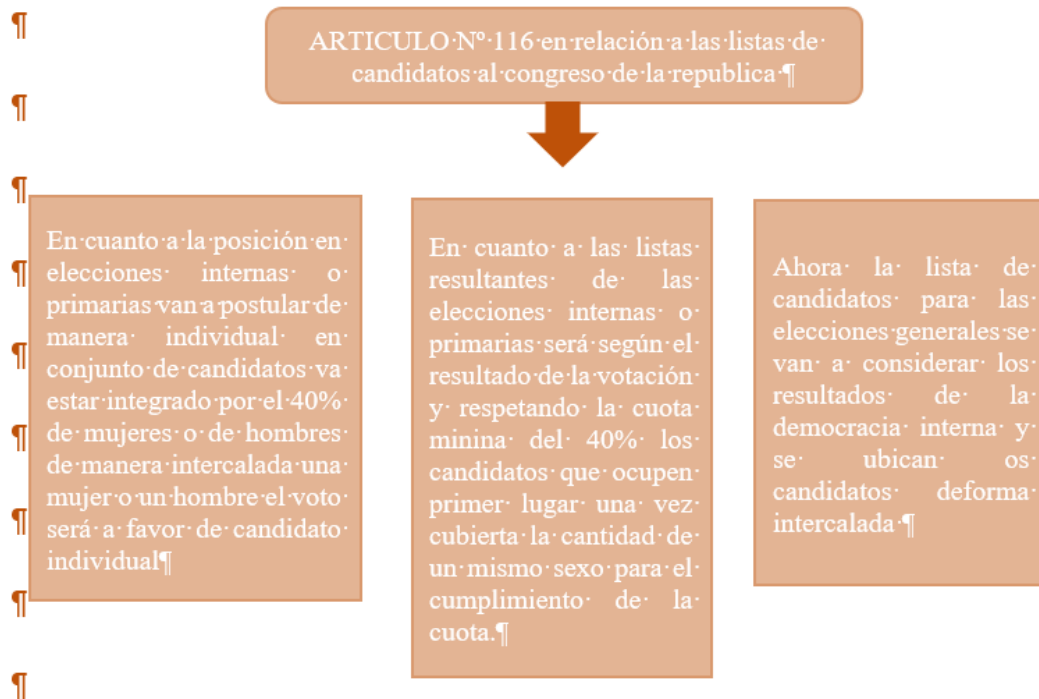 ARTICULO Nº 116 en relación a las listas de
candidatos al congreso de la republica
En cuanto a la posición en
elecciones internas o
primarias van a postular de
manera individual en
conjunto de candidatos va
estar integrado por el 40%
de mujeres o de hombres
de manera intercalada una
mujer o un hombre el voto
será a favor de candidato
individual
En cuanto a las listas
resultantes de las
elecciones internas o
primarias será según el
resultado de la votación
y respetando la cuota
minina del 40% los
candidatos que ocupen
primer lugar una vez
cubierta la cantidad de
un mismo sexo para el
cumplimiento de la
cuota.
Ahora la lista de
candidatos para las
elecciones generales se
van a considerar los
resultados de la
democracia interna y
se ubican os
candidatos deforma
intercalada